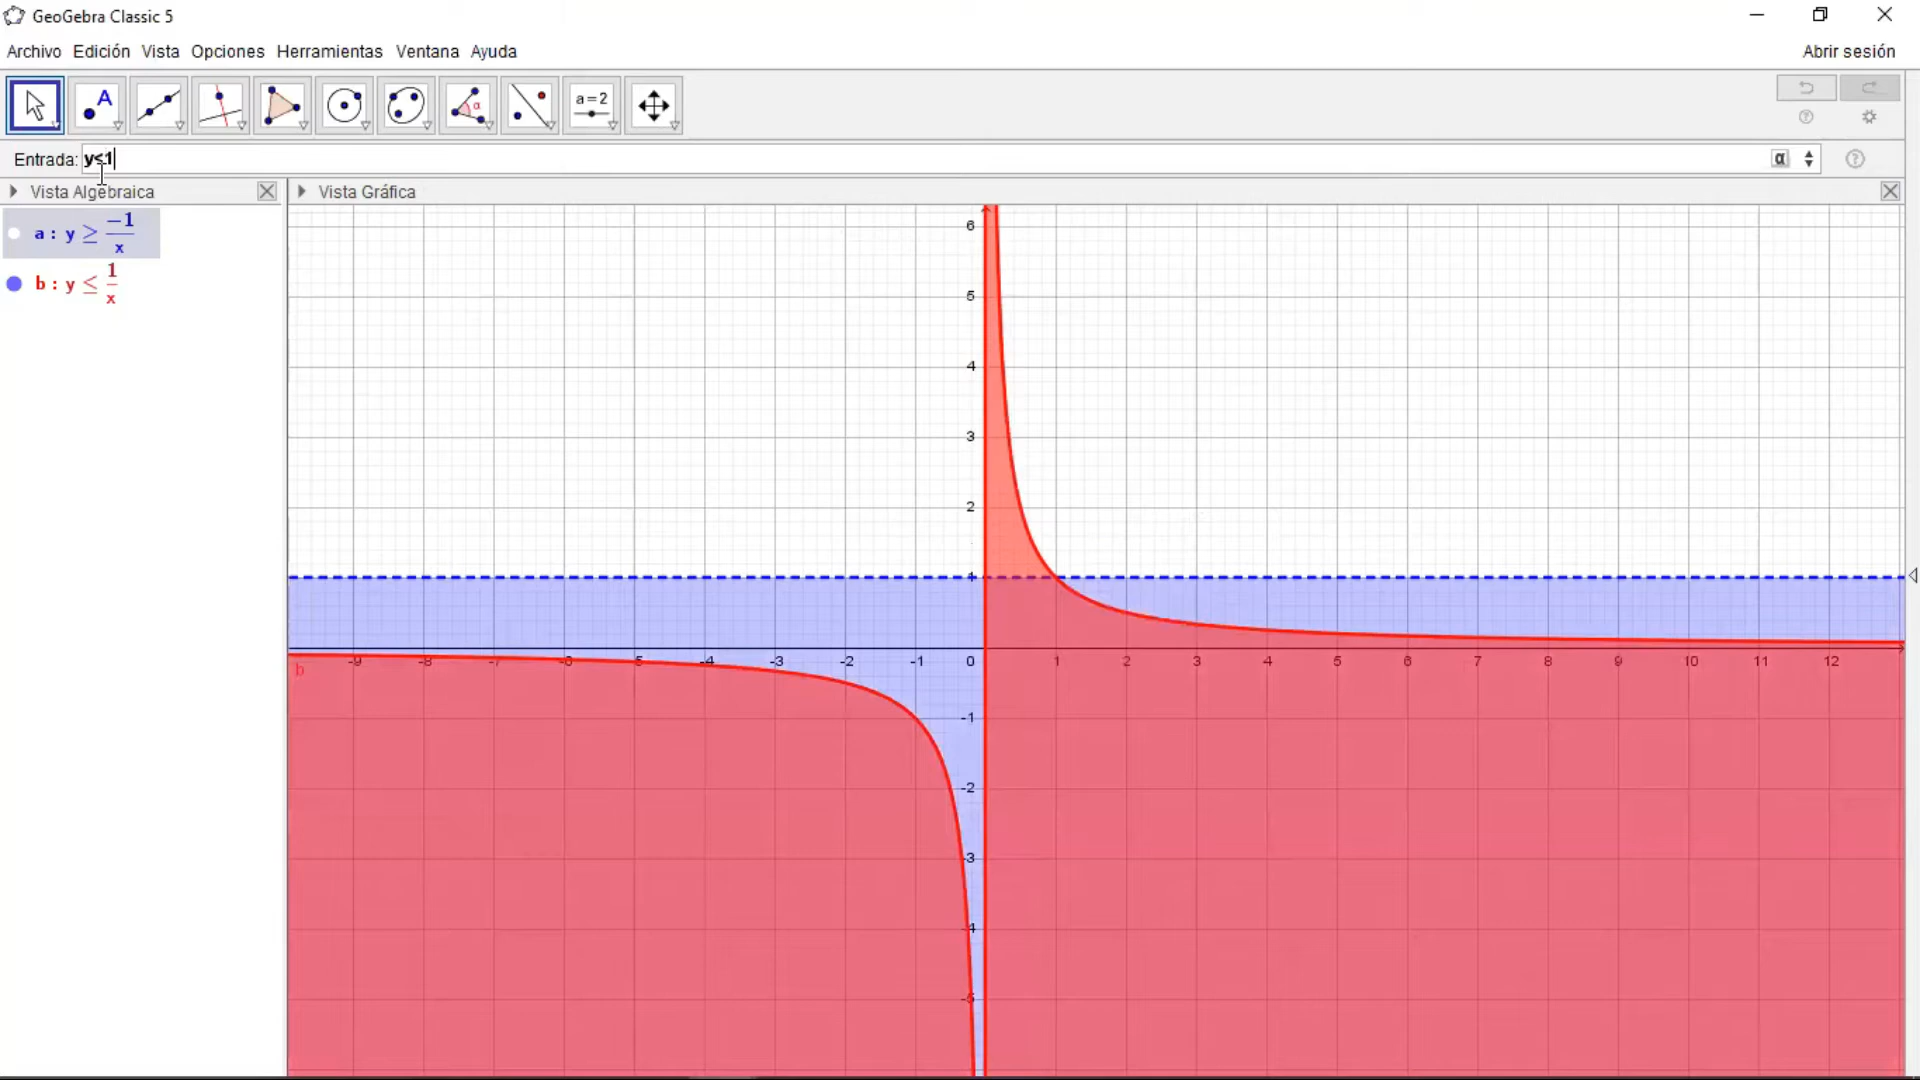 GeoGebra Classic 5
Archivo Edición Vista Opciones Herramientas Ventana Ayuda
Abrir sesión
A
α
a=2
Entrada: y<1
α
Vista Algebraica
Vista Gráfica
a : y ≥ −1/x
b : y ≤ 1/x
6
5
4
3
2
1
-9 -8 -7 -6 -5 -4 -3 -2 -1 0 1 2 3 4 5 6 7 8 9 10 11 12
b
-1
-2
-3
-4
-5